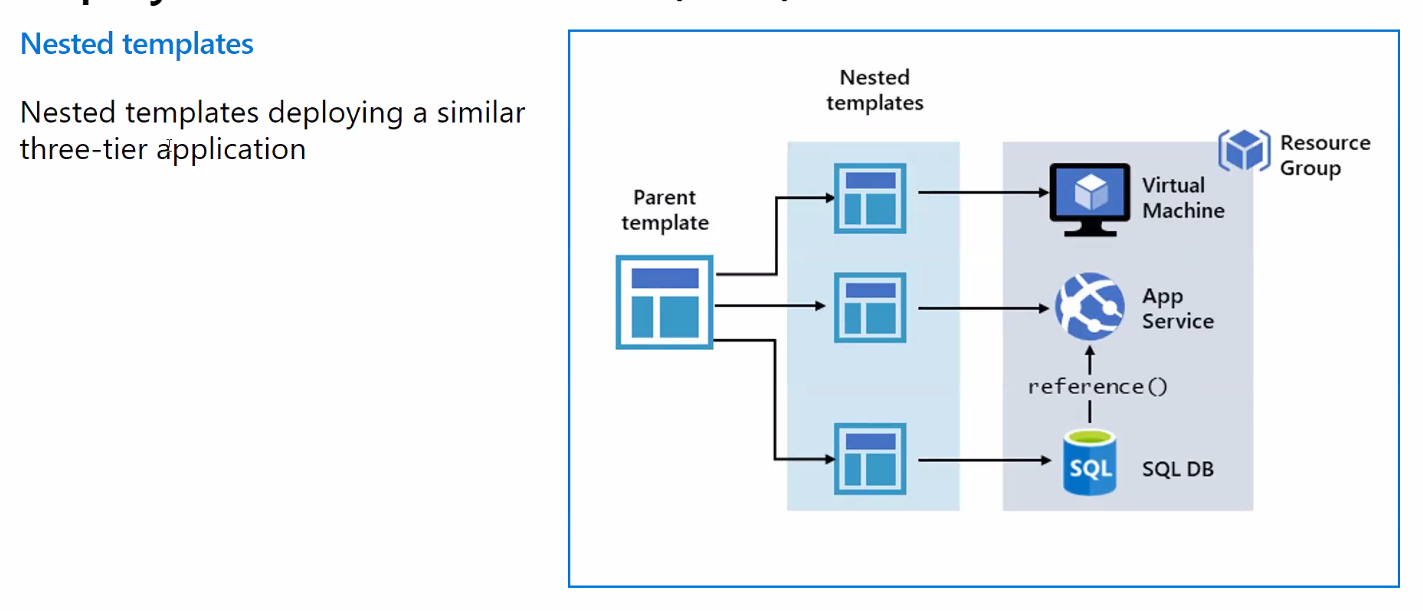 Nested templates
Nested templates deploying a similar
three-tier application
Nested
templates
Parent
template
Resource
Group
Virtual
Machine
App
Service
reference()
SQL
SQL DB